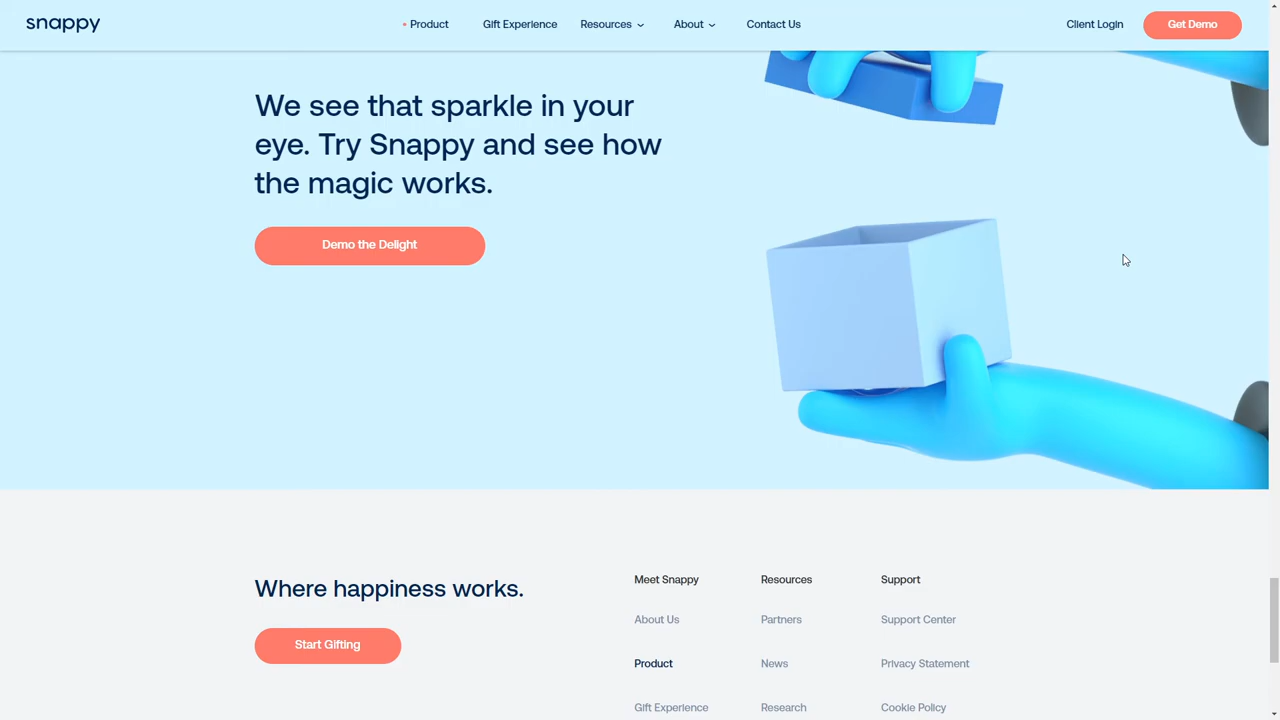 snappy
Product
Gift Experience
Resources
About
Contact Us
Client Login
Get Demo
We see that sparkle in your
eye. Try Snappy and see how
the magic works.
Demo the Delight
Where happiness works.
Start Gifting
Meet Snappy
About Us
Product
Gift Experience
Resources
Partners
News
Research
Support
Support Center
Privacy Statement
Cookie Policy